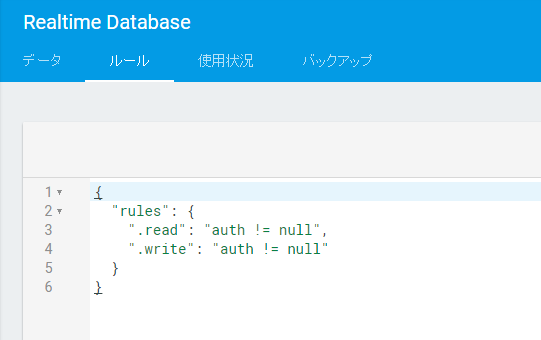 Realtime Database
データ ルール 使用状況 バックアップ
1 {
2 "rules": {
3 ".read": "auth != null",
4 ".write": "auth != null"
5 }
6 }